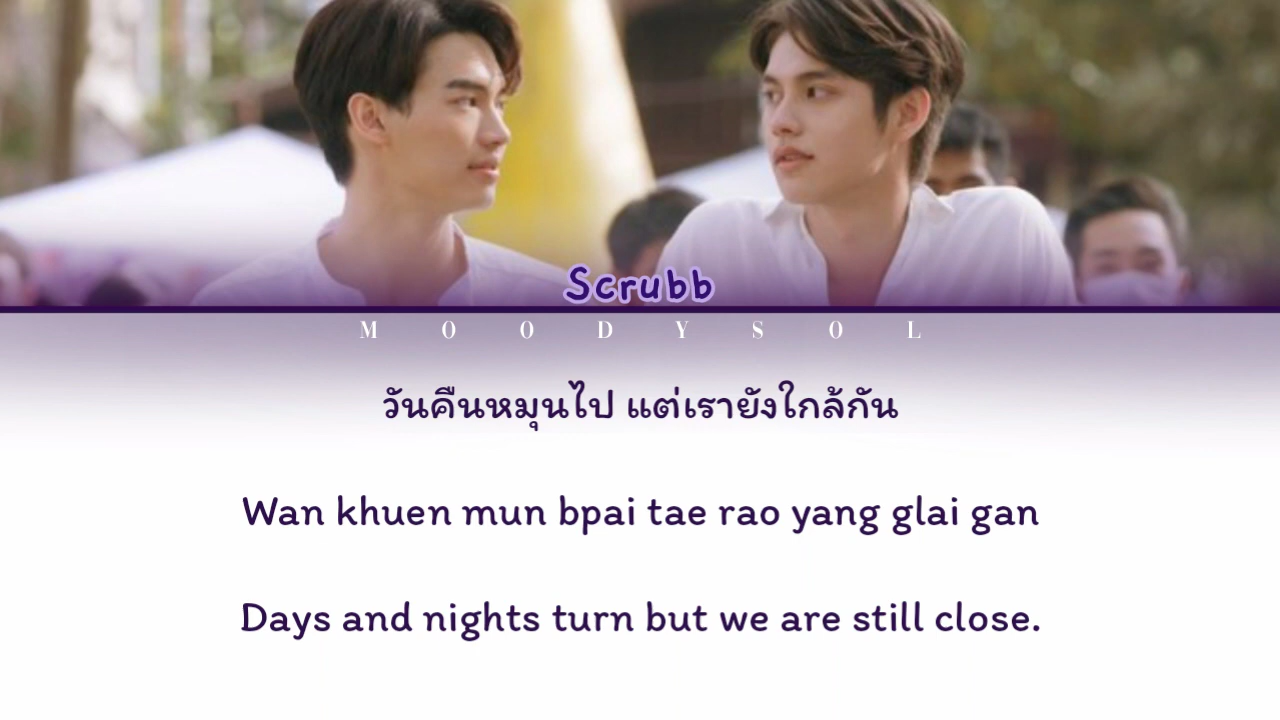 Scrubb
MOODYSOL
วันคืนหมุนไป แต่เรายังใกล้กัน
Wan khuen mun bpai tae rao yang glai gan
Days and nights turn but we are still close.